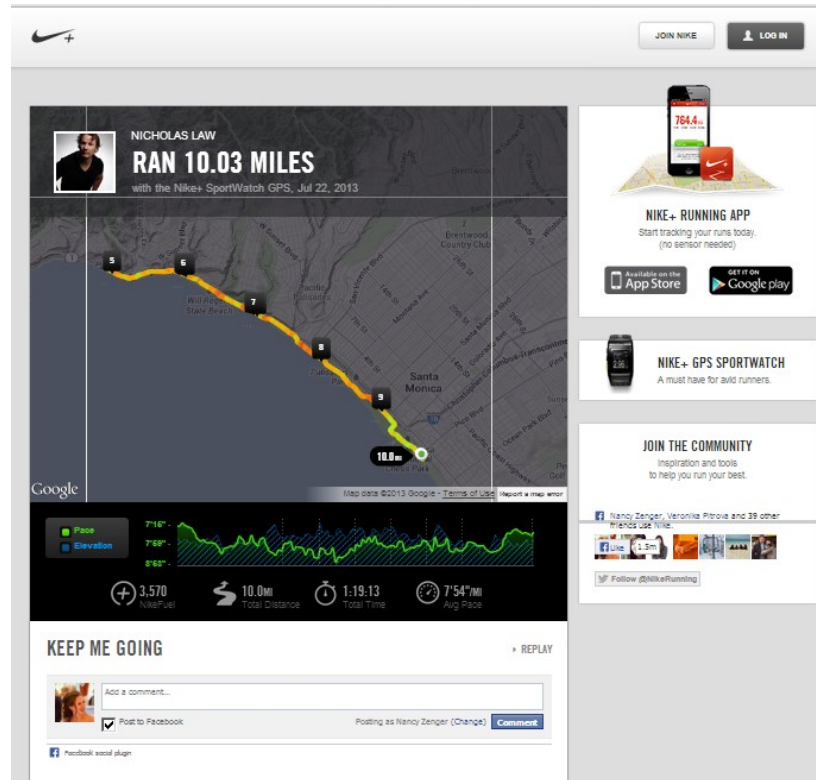 JOIN NIKE
LOG IN
NICHOLAS LAW
RAN 10.03 MILES
with the Nike+ SportWatch GPS, Jul 22, 2013
Brentwood
Country Club
Pacific
Palisades
State Beach
Santa
Monica
5
6
7
8
9
10.0MI
Google
Map data ©2013 Google - Terms of Use
Report a map error
Pace
Elevation
7'16" -
3,570
NikeFuel
10.0MI
Total Distance
1:19:13
Total Time
7'54"/MI
Avg Pace
KEEP ME GOING
REPLAY
Add a comment...
Post to Facebook
Posting as Nancy Zenger (Change)
Comment
Facebook social plugin
764.4
NIKE+ RUNNING APP
Start tracking your runs today.
(no sensor needed)
Available on the
App Store
GET IT ON
Google play
NIKE+ GPS SPORTWATCH
A must have for avid runners.
JOIN THE COMMUNITY
Inspiration and tools
to help you run your best.
Nancy Zenger, Veronika Pitrova and 39 other
friends use Nike.
Like
1.5m
Follow @NikeRunning